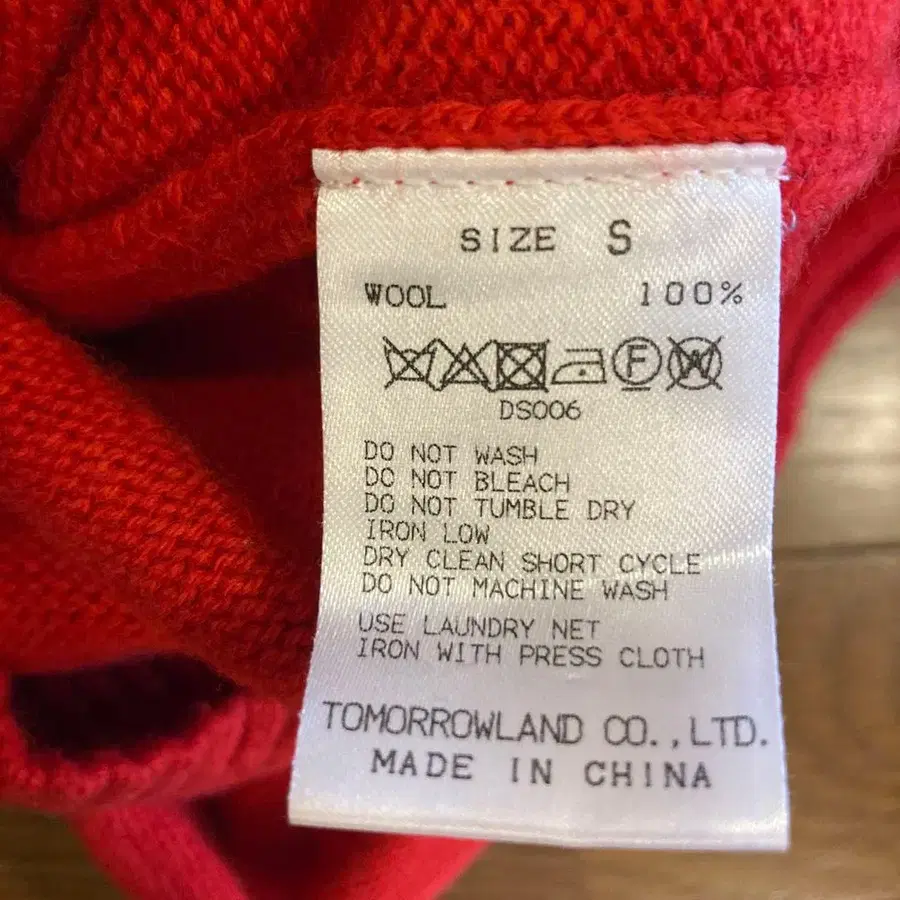 SIZE S
WOOL 100%
F W
DS006
DO NOT WASH
DO NOT BLEACH
DO NOT TUMBLE DRY
IRON LOW
DRY CLEAN SHORT CYCLE
DO NOT MACHINE WASH
USE LAUNDRY NET
IRON WITH PRESS CLOTH
TOMORROWLAND CO.,LTD.
MADE IN CHINA